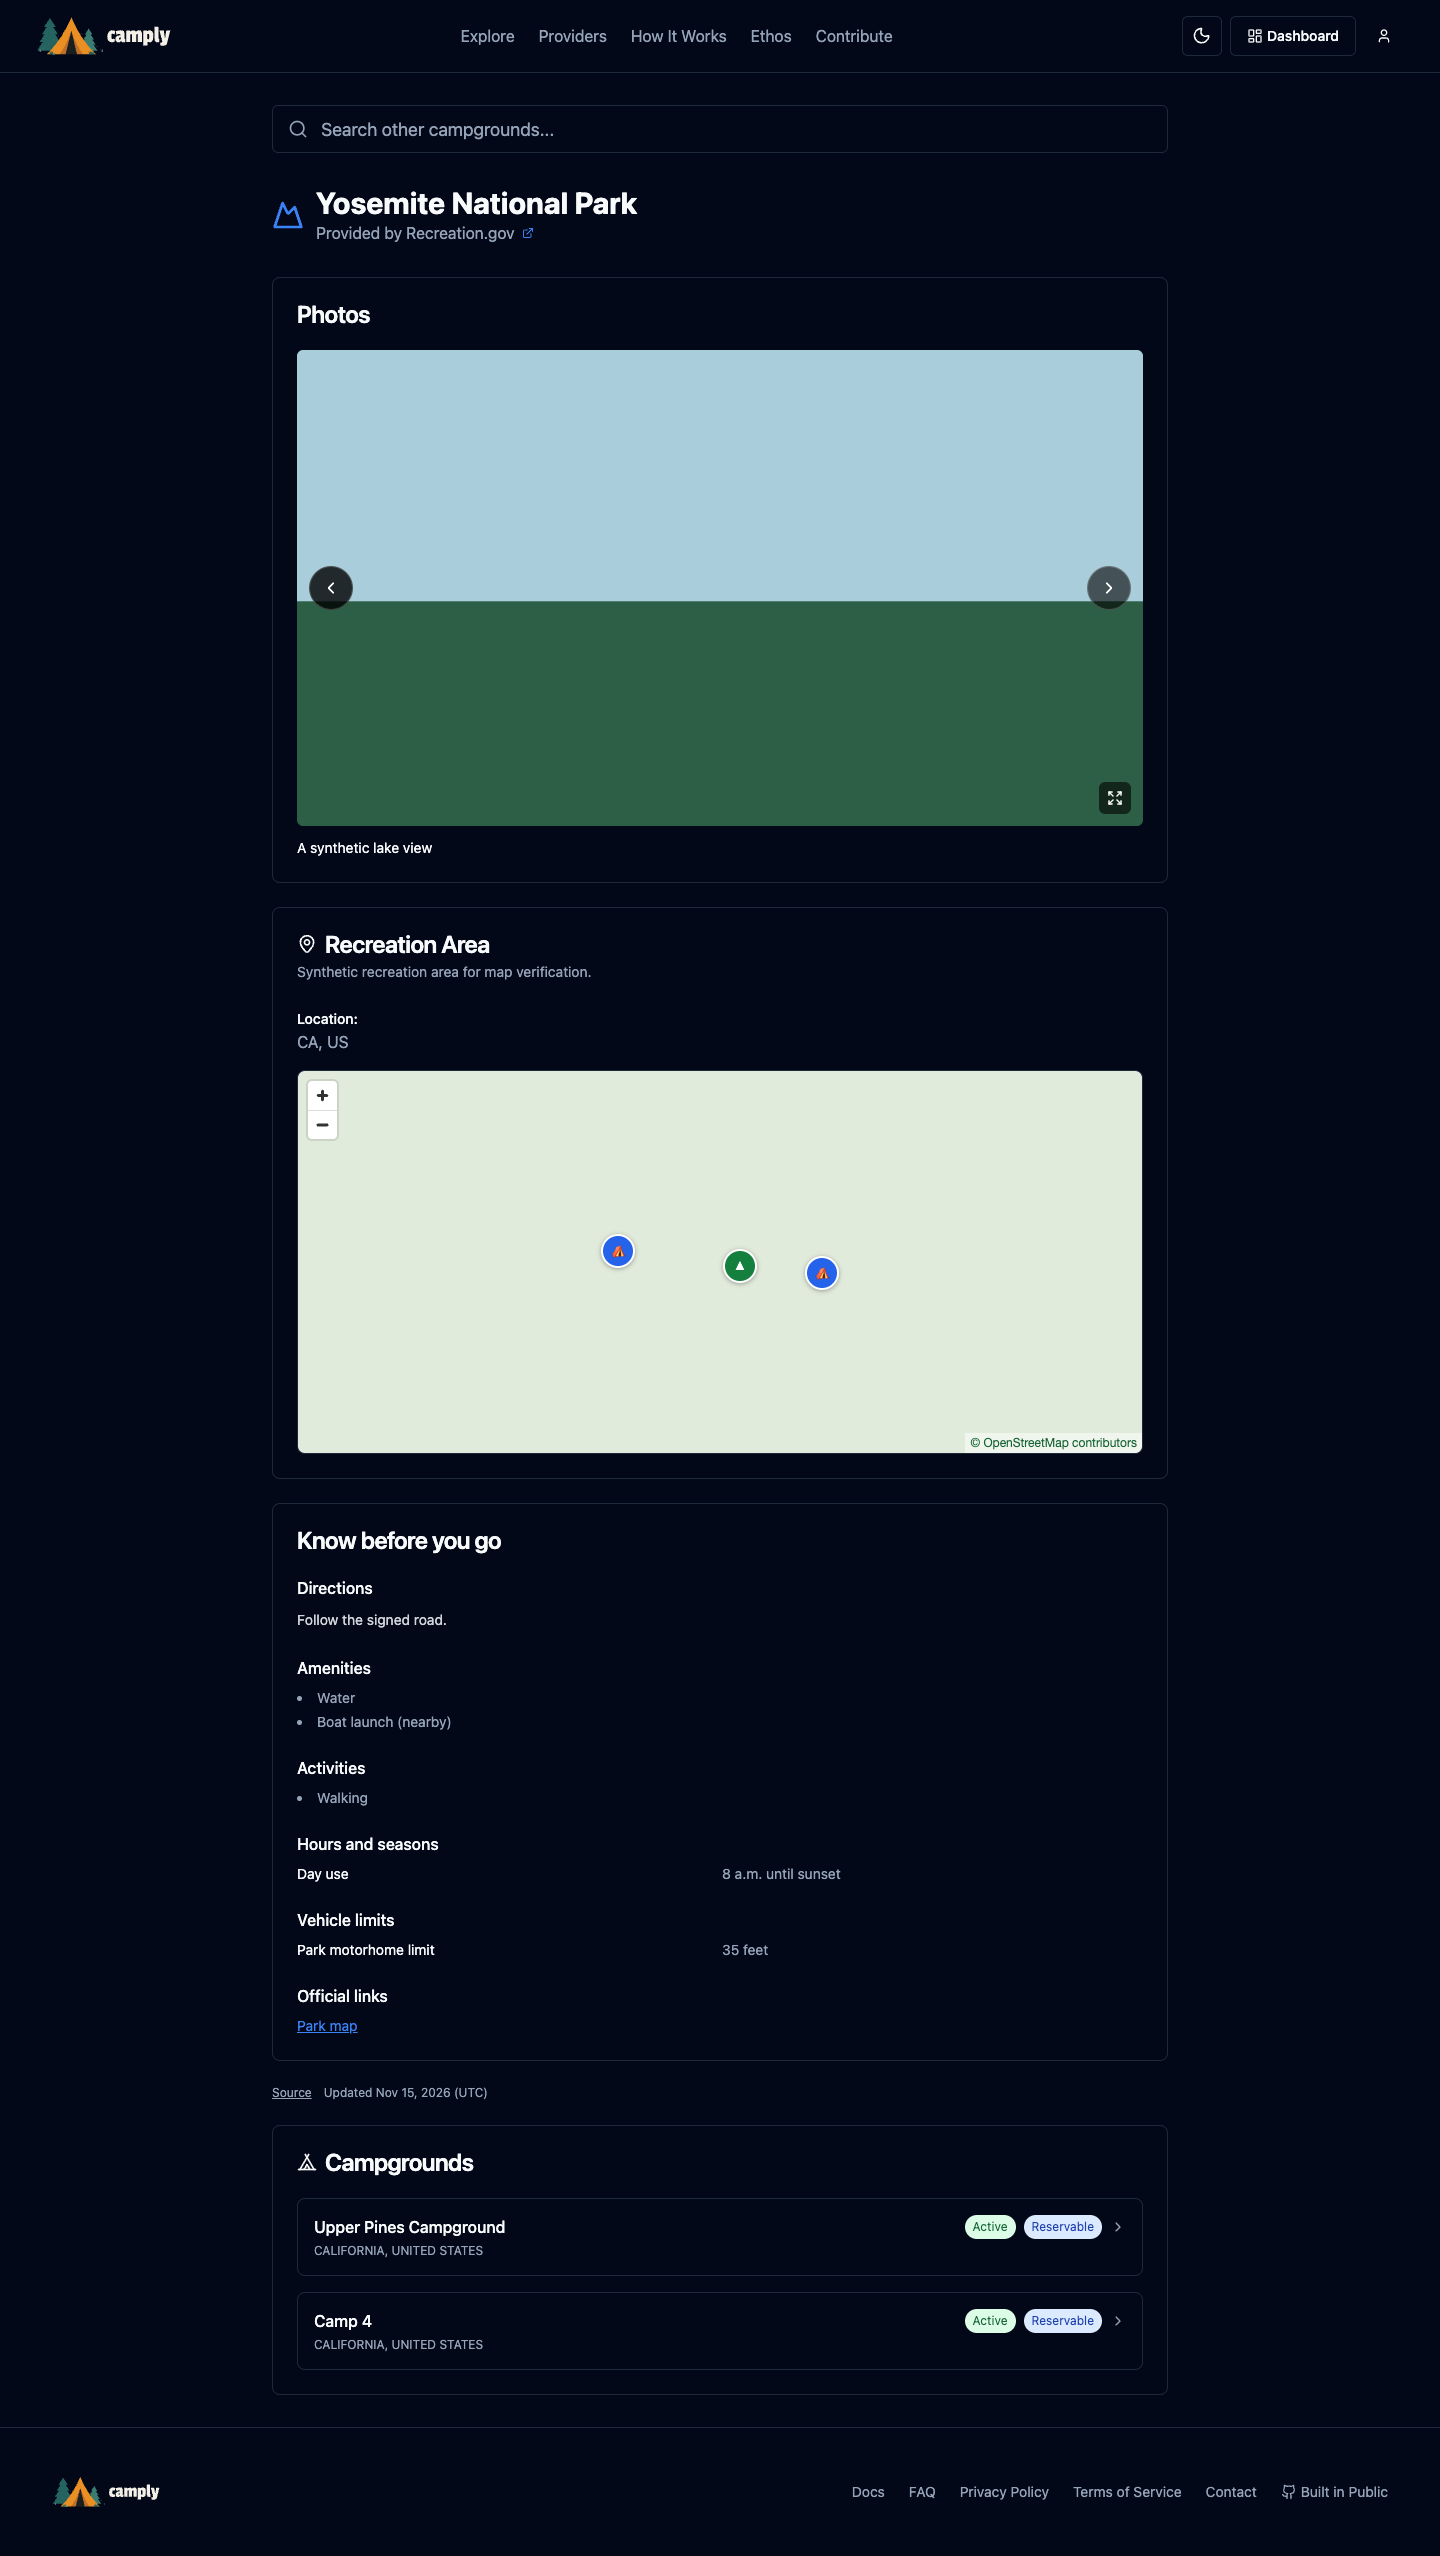 camply
Explore
Providers
How It Works
Ethos
Contribute
Dashboard
Search other campgrounds...
Yosemite National Park
Provided by Recreation.gov
Photos
A synthetic lake view
Recreation Area
Synthetic recreation area for map verification.
Location:
CA, US
+
−
© OpenStreetMap contributors
Know before you go
Directions
Follow the signed road.
Amenities
• Water
• Boat launch (nearby)
Activities
• Walking
Hours and seasons
Day use 8 a.m. until sunset
Vehicle limits
Park motorhome limit 35 feet
Official links
Park map
Source Updated Nov 15, 2026 (UTC)
Campgrounds
Upper Pines Campground Active Reservable
CALIFORNIA, UNITED STATES
Camp 4 Active Reservable
CALIFORNIA, UNITED STATES
camply
Docs
FAQ
Privacy Policy
Terms of Service
Contact
Built in Public